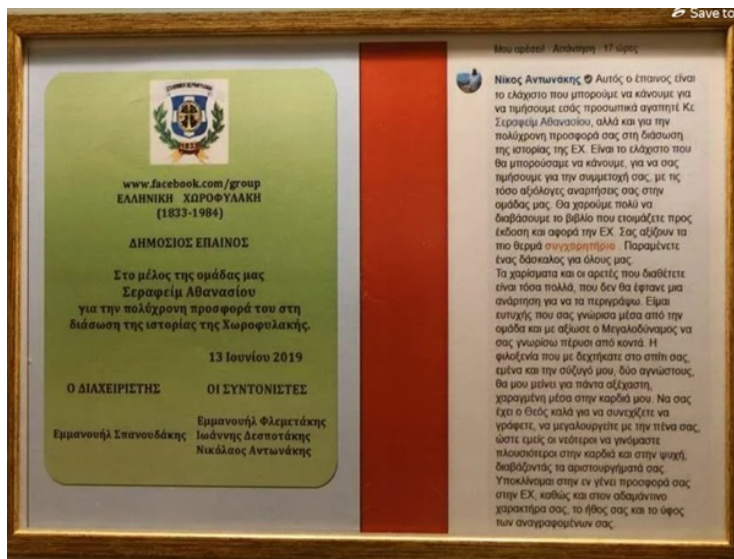 Save to
ΕΛΛΗΝΙΚΗ ΧΩΡΟΦΥΛΑΚΗ
1833
www.facebook.com/group
ΕΛΛΗΝΙΚΗ ΧΩΡΟΦΥΛΑΚΗ
(1833-1984)
ΔΗΜΟΣΙΟΣ ΕΠΑΙΝΟΣ
Στο μέλος της ομάδας μας
Σεραφείμ Αθανασίου
για την πολύχρονη προσφορά του στη
διάσωση της ιστορίας της Χωροφυλακής.
13 Ιουνίου 2019
Ο ΔΙΑΧΕΙΡΙΣΤΗΣ
Εμμανουήλ Σπανουδάκης
ΟΙ ΣΥΝΤΟΝΙΣΤΕΣ
Εμμανουήλ Φλεμετάκης
Ιωάννης Δεσποτάκης
Νικόλαος Αντωνάκης
Μου αρέσει! · Απάντηση · 17 ώρες
Νίκος Αντωνάκης Αυτός ο έπαινος είναι
το ελάχιστο που μπορούμε να κάνουμε για
να τιμήσουμε εσάς προσωπικά αγαπητέ Κε
Σεραφείμ Αθανασίου, αλλά και για την
πολύχρονη προσφορά σας στη διάσωση
της ιστορίας της ΕΧ. Είναι το ελάχιστο που
θα μπορούσαμε να κάνουμε, για να σας
τιμήσουμε για την συμμετοχή σας, με τις
τόσο αξιόλογες αναρτήσεις σας στην
ομάδας μας. Θα χαρούμε πολύ να
διαβάσουμε το βιβλίο που ετοιμάζετε προς
έκδοση και αφορά την ΕΧ. Σας αξίζουν τα
πιο θερμά συγχαρητήρια . Παραμένετε
ένας δάσκαλος για όλους μας.
Τα χαρίσματα και οι αρετές που διαθέτετε
είναι τόσα πολλά, που δεν θα έφτανε μια
ανάρτηση για να τα περιγράψω. Είμαι
ευτυχής που σας γνώρισα μέσα από την
ομάδα και με αξίωσε ο Μεγαλοδύναμος να
σας γνωρίσω πέρυσι από κοντά. Η
φιλοξενία που με δεχτήκατε στο σπίτι σας,
εμένα και την σύζυγό μου, δύο αγνώστους,
θα μου μείνει για πάντα αξέχαστη,
χαραγμένη μέσα στην καρδιά μου. Να σας
έχει ο Θεός καλά για να συνεχίζετε να
γράφετε, να μεγαλουργείτε με την πένα σας,
ώστε εμείς οι νεότεροι να γινόμαστε
πλουσιότεροι στην καρδιά και στην ψυχή,
διαβάζοντάς τα αριστουργήματά σας.
Υποκλίνομαι στην εν γένει προσφορά σας
στην ΕΧ, καθώς και στον αδαμάντινο
χαρακτήρα σας, το ήθος σας και το ύφος
των αναγραφομένων σας.